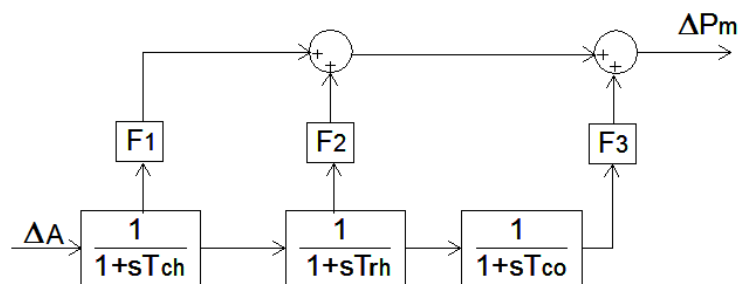 ΔPm
+
+
+
+
F1
F2
F3
ΔA
1
1+sTch
1
1+sTrh
1
1+sTco